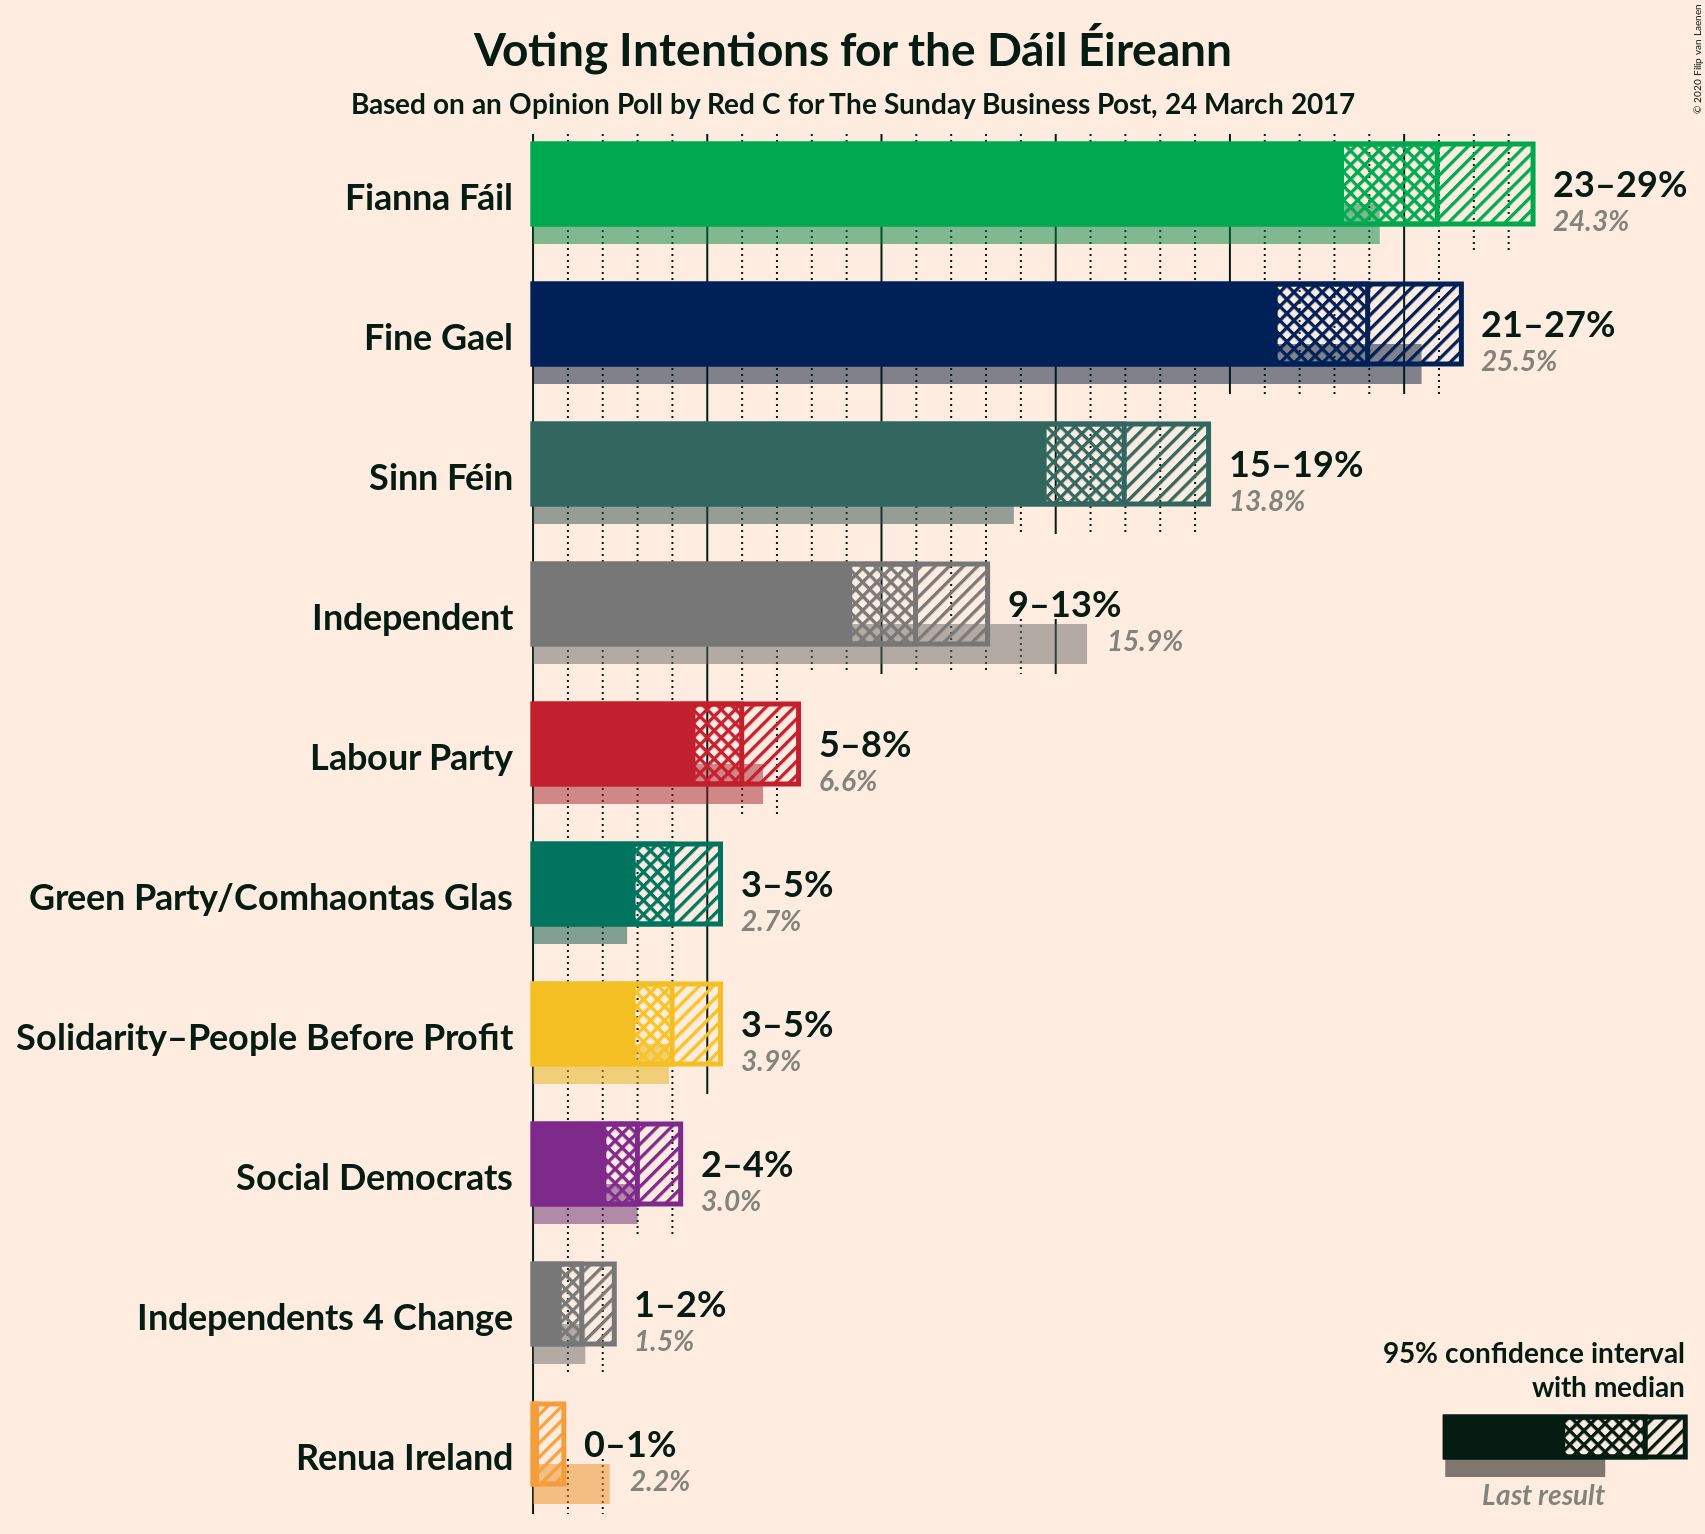 Voting Intentions for the Dáil Éireann
Based on an Opinion Poll by Red C for The Sunday Business Post, 24 March 2017
© 2020 Filip van Laenen
Fianna Fáil
23–29%
24.3%
Fine Gael
21–27%
25.5%
Sinn Féin
15–19%
13.8%
Independent
9–13%
15.9%
Labour Party
5–8%
6.6%
Green Party/Comhaontas Glas
3–5%
2.7%
Solidarity–People Before Profit
3–5%
3.9%
Social Democrats
2–4%
3.0%
Independents 4 Change
1–2%
1.5%
Renua Ireland
0–1%
2.2%
95% confidence interval
with median
Last result